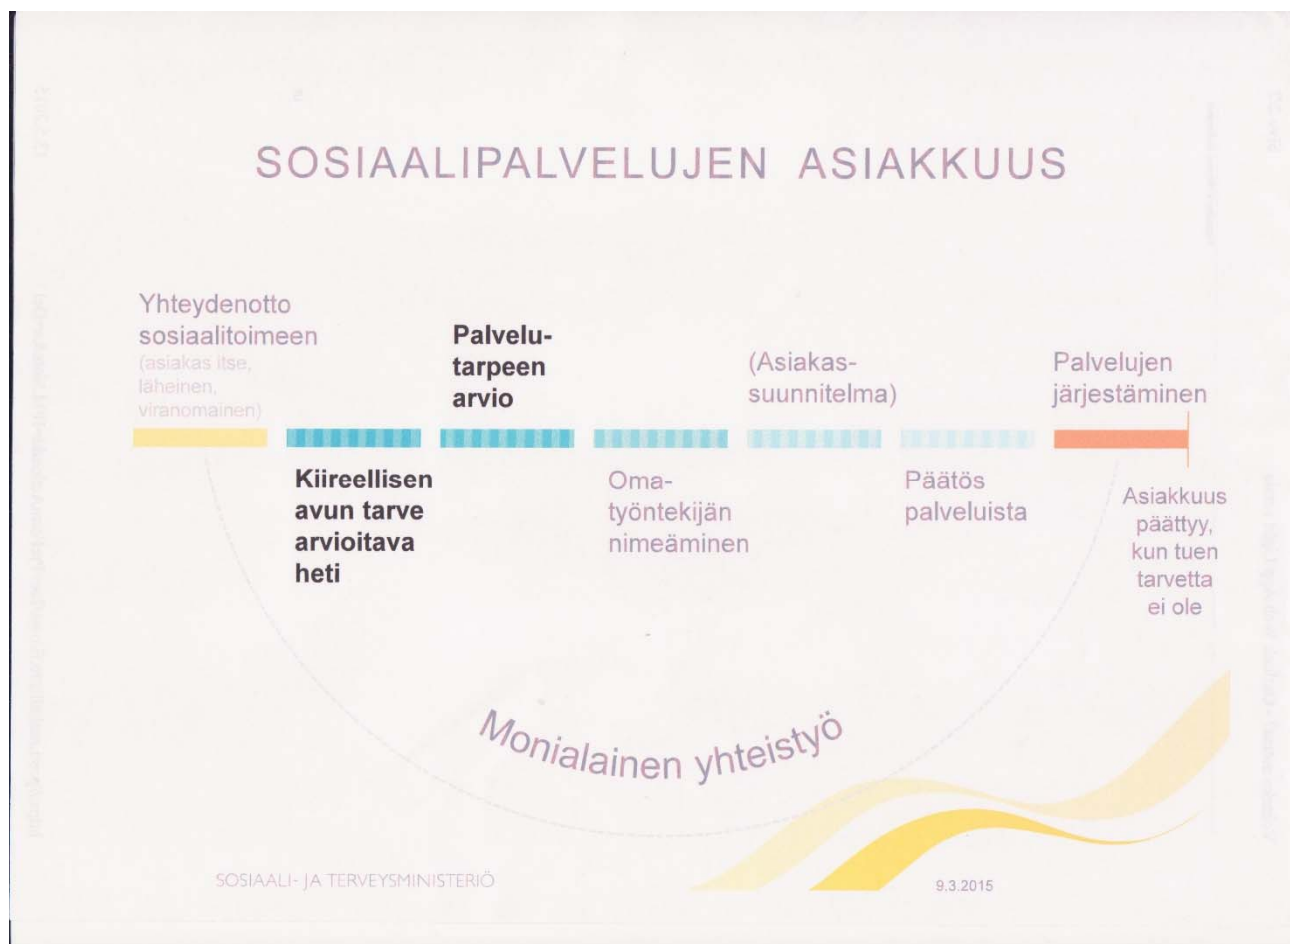 SOSIAALIPALVELUJEN ASIAKKUUS
Yhteydenotto
sosiaalitoimeen
(asiakas itse,
läheinen,
viranomainen)
Kiireellisen
avun tarve
arvioitava
heti
Palvelu-
tarpeen
arvio
Oma-
työntekijän
nimeäminen
(Asiakas-
suunnitelma)
Päätös
palveluista
Palvelujen
järjestäminen
Asiakkuus
päättyy,
kun tuen
tarvetta
ei ole
Monialainen yhteistyö
SOSIAALI- JA TERVEYSMINISTERIÖ
9.3.2015